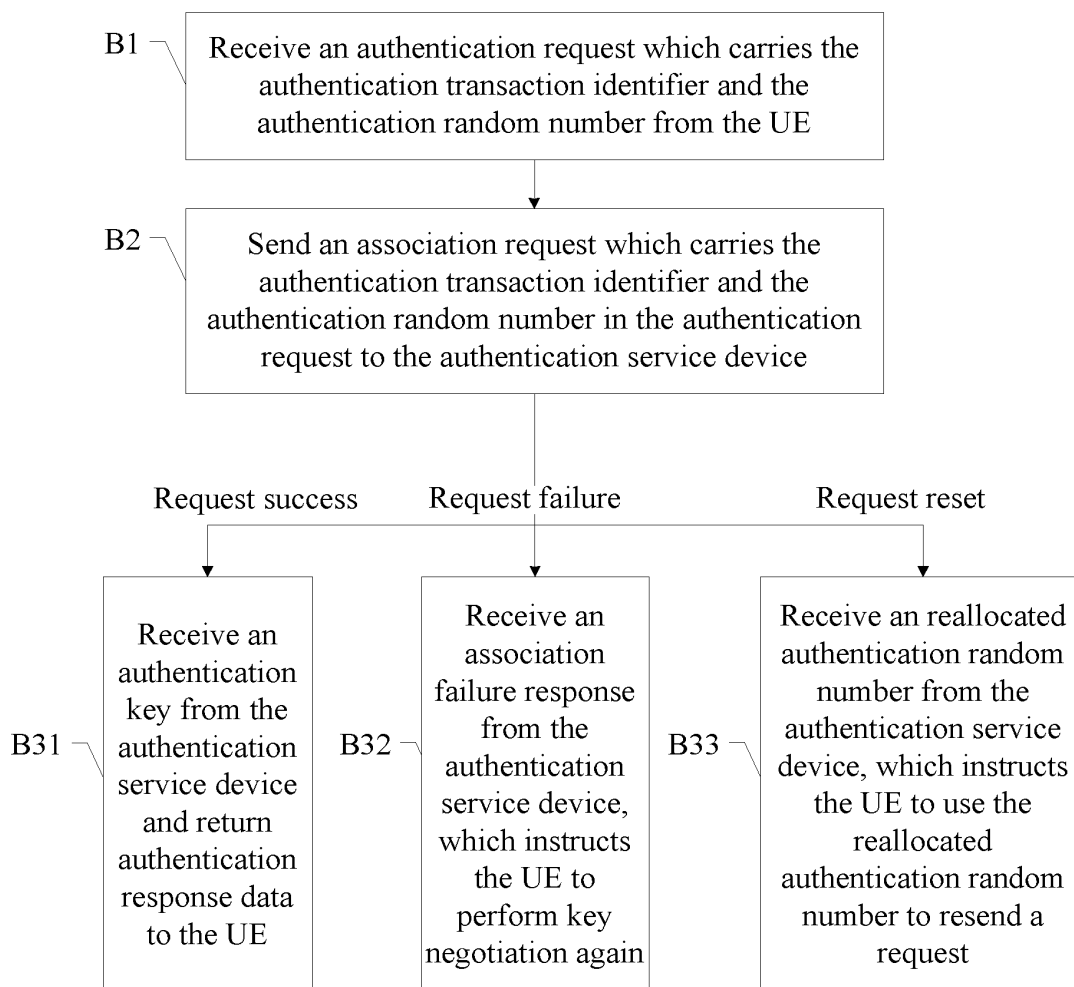 B1
Receive an authentication request which carries the
authentication transaction identifier and the
authentication random number from the UE
B2
Send an association request which carries the
authentication transaction identifier and the
authentication random number in the authentication
request to the authentication service device
Request success
Request failure
Request reset
B31
Receive an
authentication
key from the
authentication
service device
and return
authentication
response data
to the UE
B32
Receive an
association
failure response
from the
authentication
service device,
which instructs
the UE to
perform key
negotiation again
B33
Receive an reallocated
authentication random
number from the
authentication service
device, which instructs
the UE to use the
reallocated
authentication random
number to resend a
request